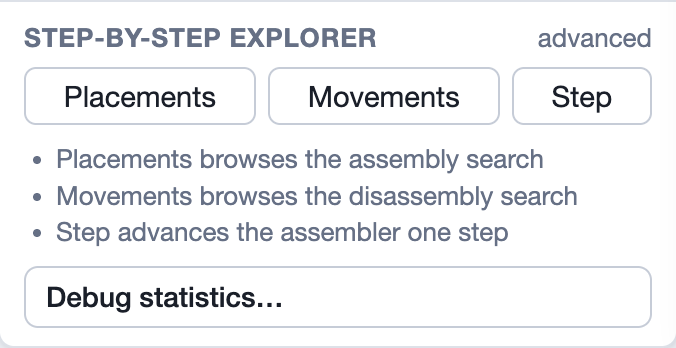 STEP-BY-STEP EXPLORER advanced
Placements Movements Step
• Placements browses the assembly search
• Movements browses the disassembly search
• Step advances the assembler one step
Debug statistics...